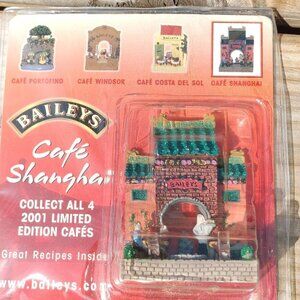 CAFÉ PORTOFINO
CAFÉ WINDSOR
CAFÉ COSTA DEL SOL
CAFÉ SHANGHAI
BAILEYS
Café
Shanghai
BAILEYS
COLLECT ALL 4
2001 LIMITED
EDITION CAFÉS
Great Recipes Inside
www.baileys.com